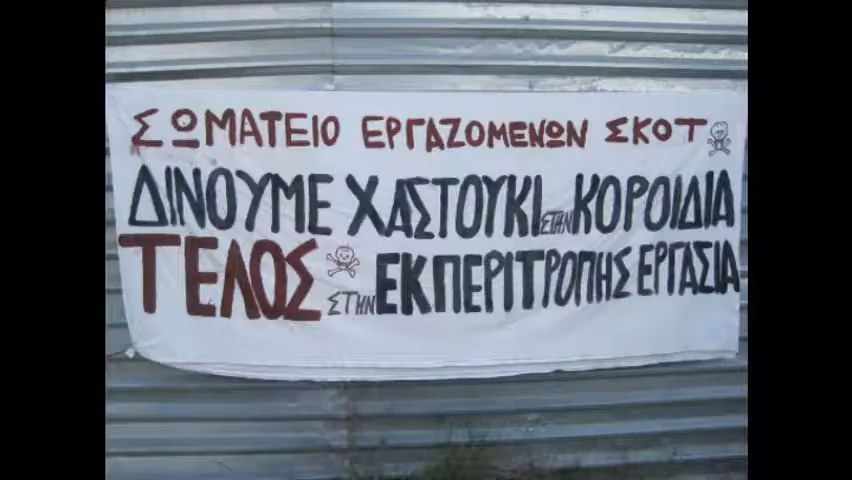 ΣΩΜΑΤΕΙΟ ΕΡΓΑΖΟΜΕΝΩΝ ΣΚΟΤ
ΔΙΝΟΥΜΕ ΧΑΣΤΟΥΚΙ ΣΤΗΝ ΚΟΡΟΙΔΙΑ
ΤΕΛΟΣ ΣΤΗΝ ΕΚ ΠΕΡΙΤΡΟΠΗΣ ΕΡΓΑΣΙΑ